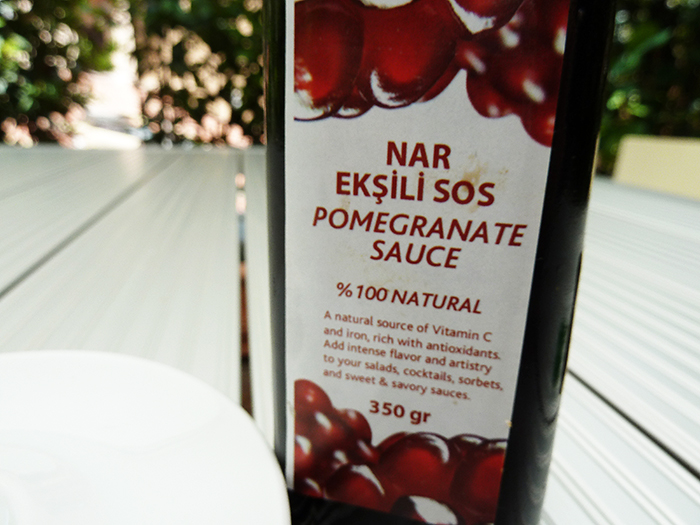 NAR
EKŞİLİ SOS
POMEGRANATE
SAUCE
%100 NATURAL
A natural source of Vitamin C
and iron, rich with antioxidants.
Add intense flavor and artistry
to your salads, cocktails, sorbets,
and sweet & savory sauces.
350 gr